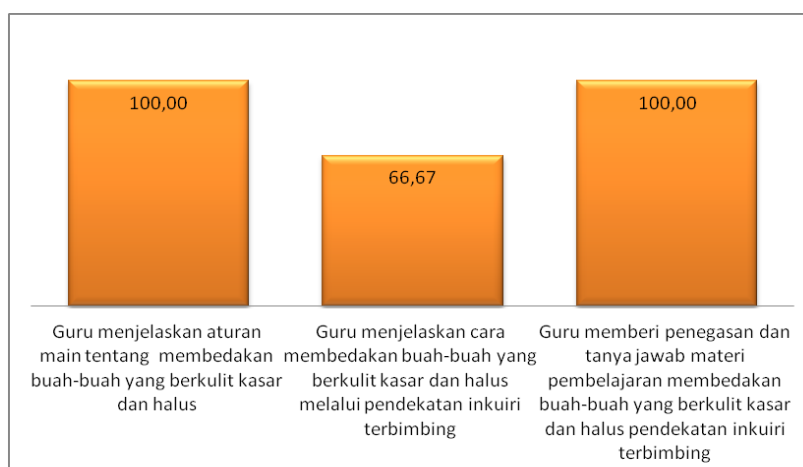 100,00
66,67
100,00
Guru menjelaskan aturan
main tentang membedakan
buah-buah yang berkulit kasar
dan halus
Guru menjelaskan cara
membedakan buah-buah yang
berkulit kasar dan halus
melalui pendekatan inkuiri
terbimbing
Guru memberi penegasan dan
tanya jawab materi
pembelajaran membedakan
buah-buah yang berkulit kasar
dan halus pendekatan inkuiri
terbimbing